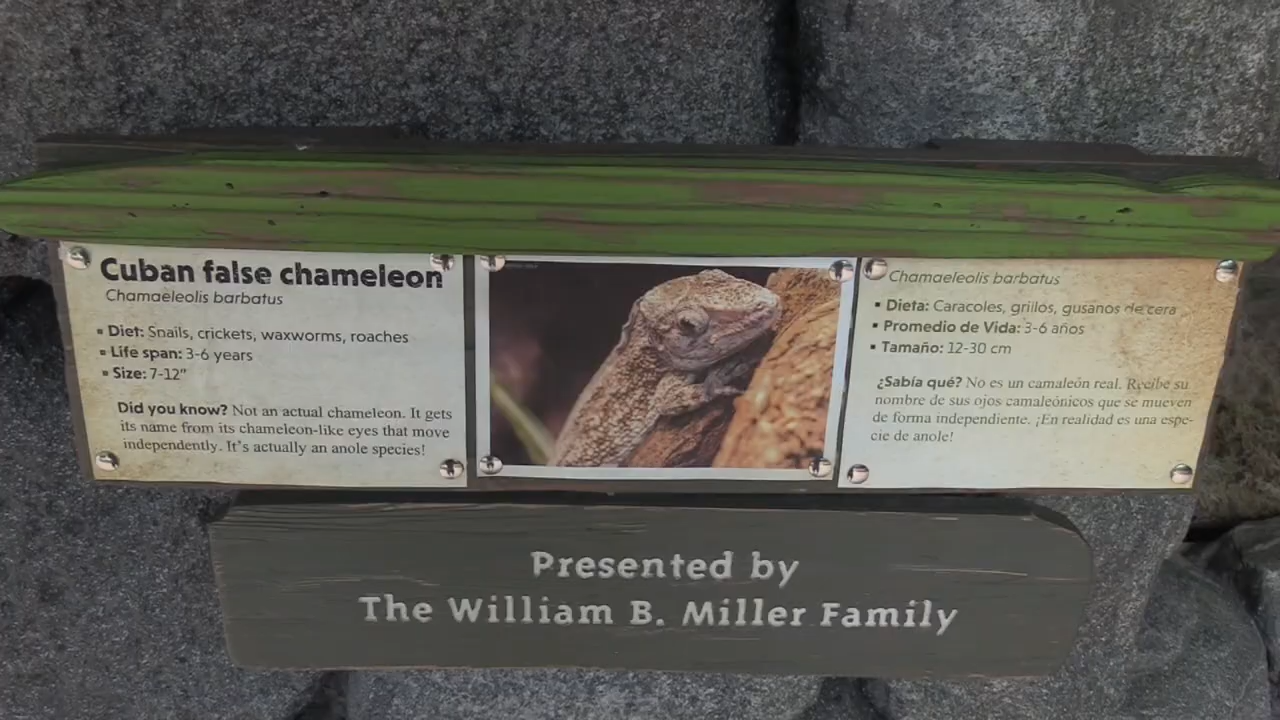 Cuban false chameleon
Chamaeleolis barbatus
▪ Diet: Snails, crickets, waxworms, roaches
▪ Life span: 3-6 years
▪ Size: 7-12"
Did you know? Not an actual chameleon. It gets
its name from its chameleon-like eyes that move
independently. It's actually an anole species!
Chamaeleolis barbatus
▪ Dieta: Caracoles, grillos, gusanos de cera
▪ Promedio de Vida: 3-6 años
▪ Tamaño: 12-30 cm
¿Sabía qué? No es un camaleón real. Recibe su
nombre de sus ojos camaleónicos que se mueven
de forma independiente. ¡En realidad es una espe-
cie de anole!
Presented by
The William B. Miller Family